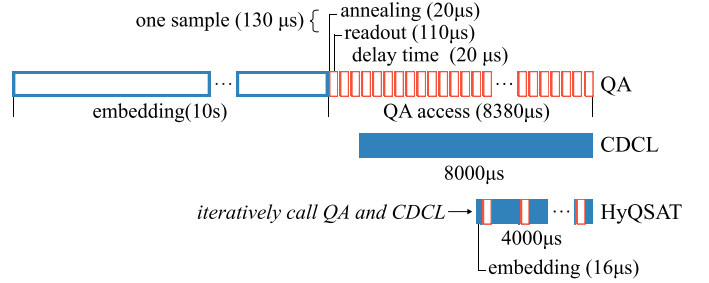 one sample (130 μs) {
annealing (20μs)
readout (110μs)
delay time (20 μs)
... ... QA
embedding(10s)
QA access (8380μs)
CDCL
8000μs
iteratively call QA and CDCL→ ... HyQSAT
4000μs
embedding (16μs)